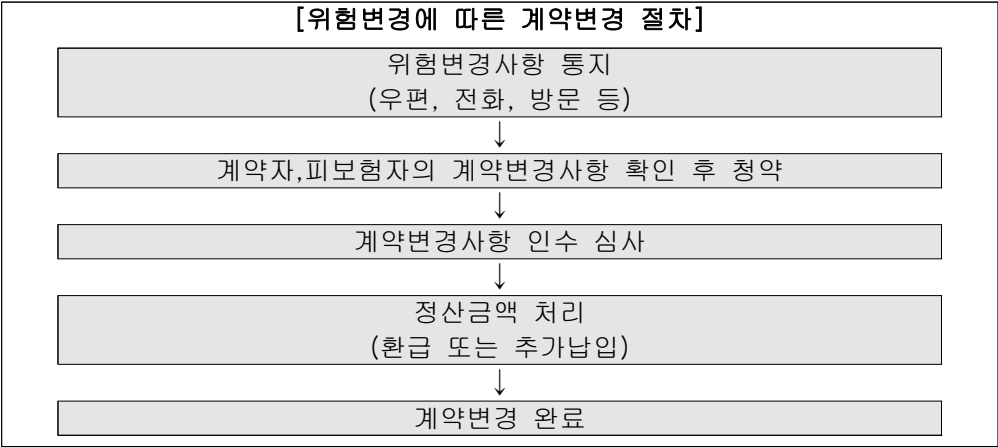 [위험변경에 따른 계약변경 절차]
위험변경사항 통지
(우편, 전화, 방문 등)
↓
계약자,피보험자의 계약변경사항 확인 후 청약
↓
계약변경사항 인수 심사
↓
정산금액 처리
(환급 또는 추가납입)
↓
계약변경 완료